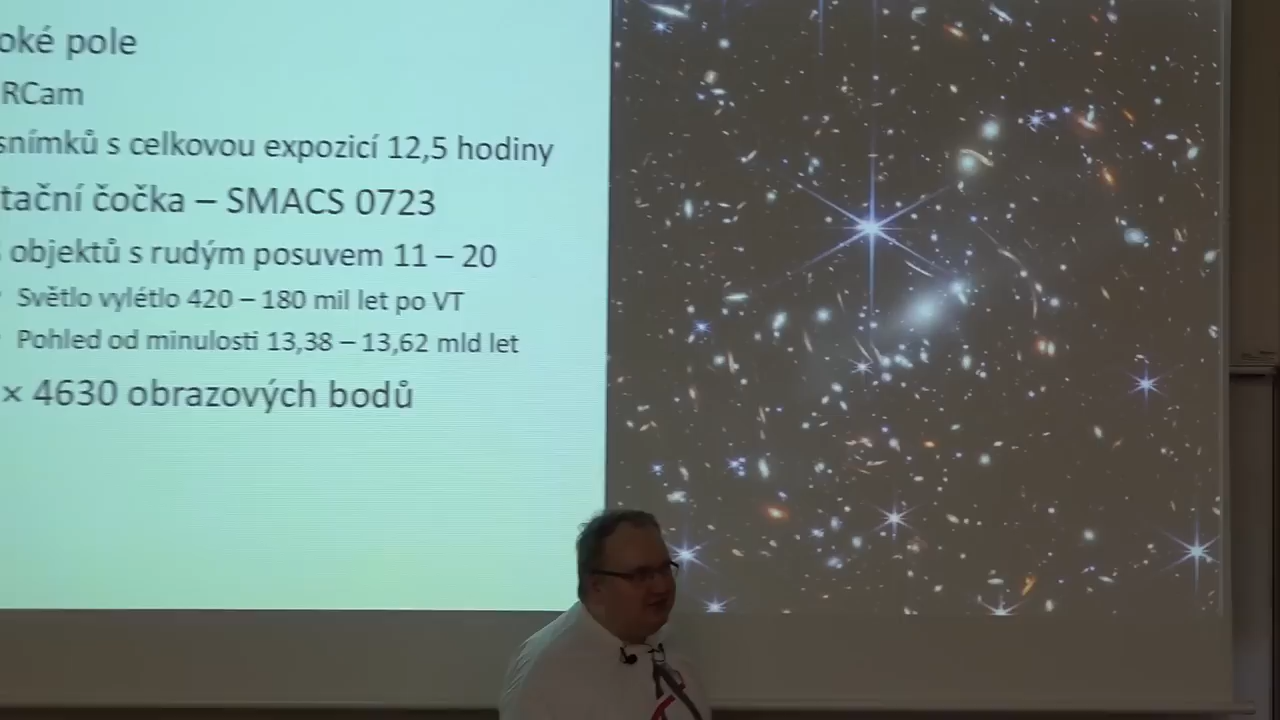 oké pole
RCam
snímků s celkovou expozicí 12,5 hodiny
tační čočka – SMACS 0723
objektů s rudým posuvem 11 – 20
Světlo vylétlo 420 – 180 mil let po VT
Pohled od minulosti 13,38 – 13,62 mld let
× 4630 obrazových bodů